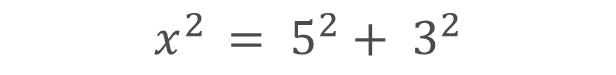 x² = 5² + 3²